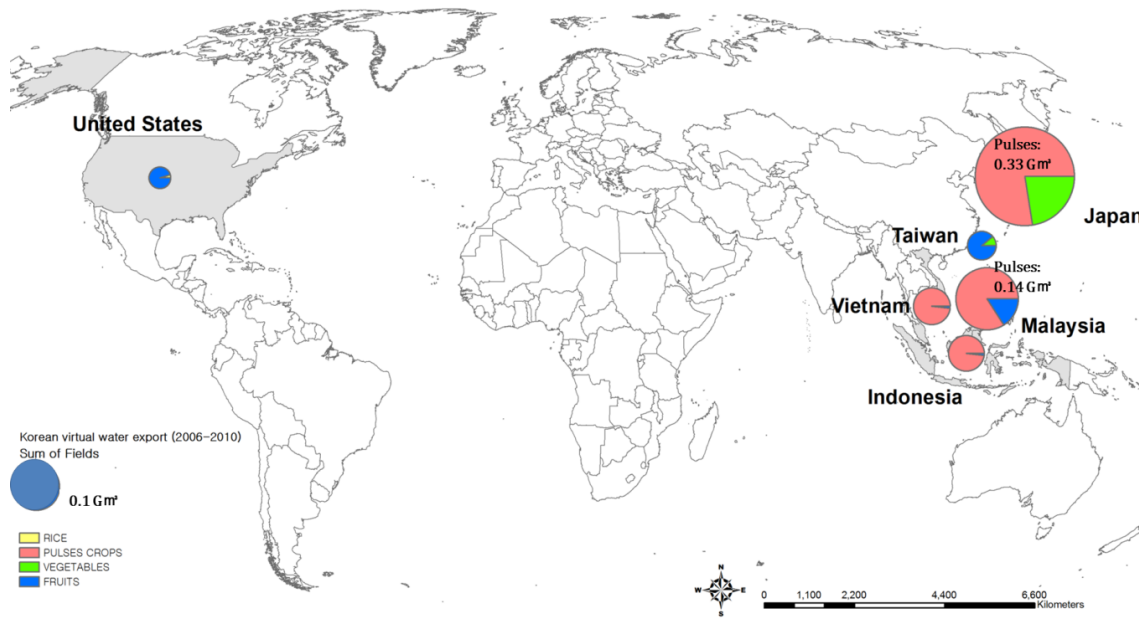 United States
Pulses:
0.33 G㎥
Japan
Taiwan
Pulses:
0.14 G㎥
Vietnam
Malaysia
Indonesia
Korean virtual water export (2006-2010)
Sum of Fields
0.1 G㎥
RICE
PULSES CROPS
VEGETABLES
FRUITS
N
W E
S
0 1,100 2,200 4,400 6,600
Kilometers